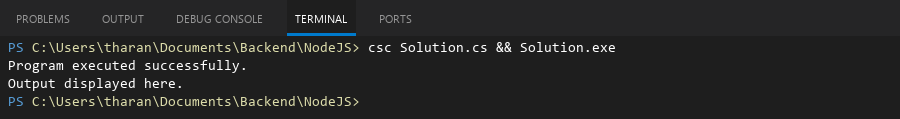 PROBLEMS OUTPUT DEBUG CONSOLE TERMINAL PORTS
PS C:\Users\tharan\Documents\Backend\NodeJS> csc Solution.cs && Solution.exe
Program executed successfully.
Output displayed here.
PS C:\Users\tharan\Documents\Backend\NodeJS>